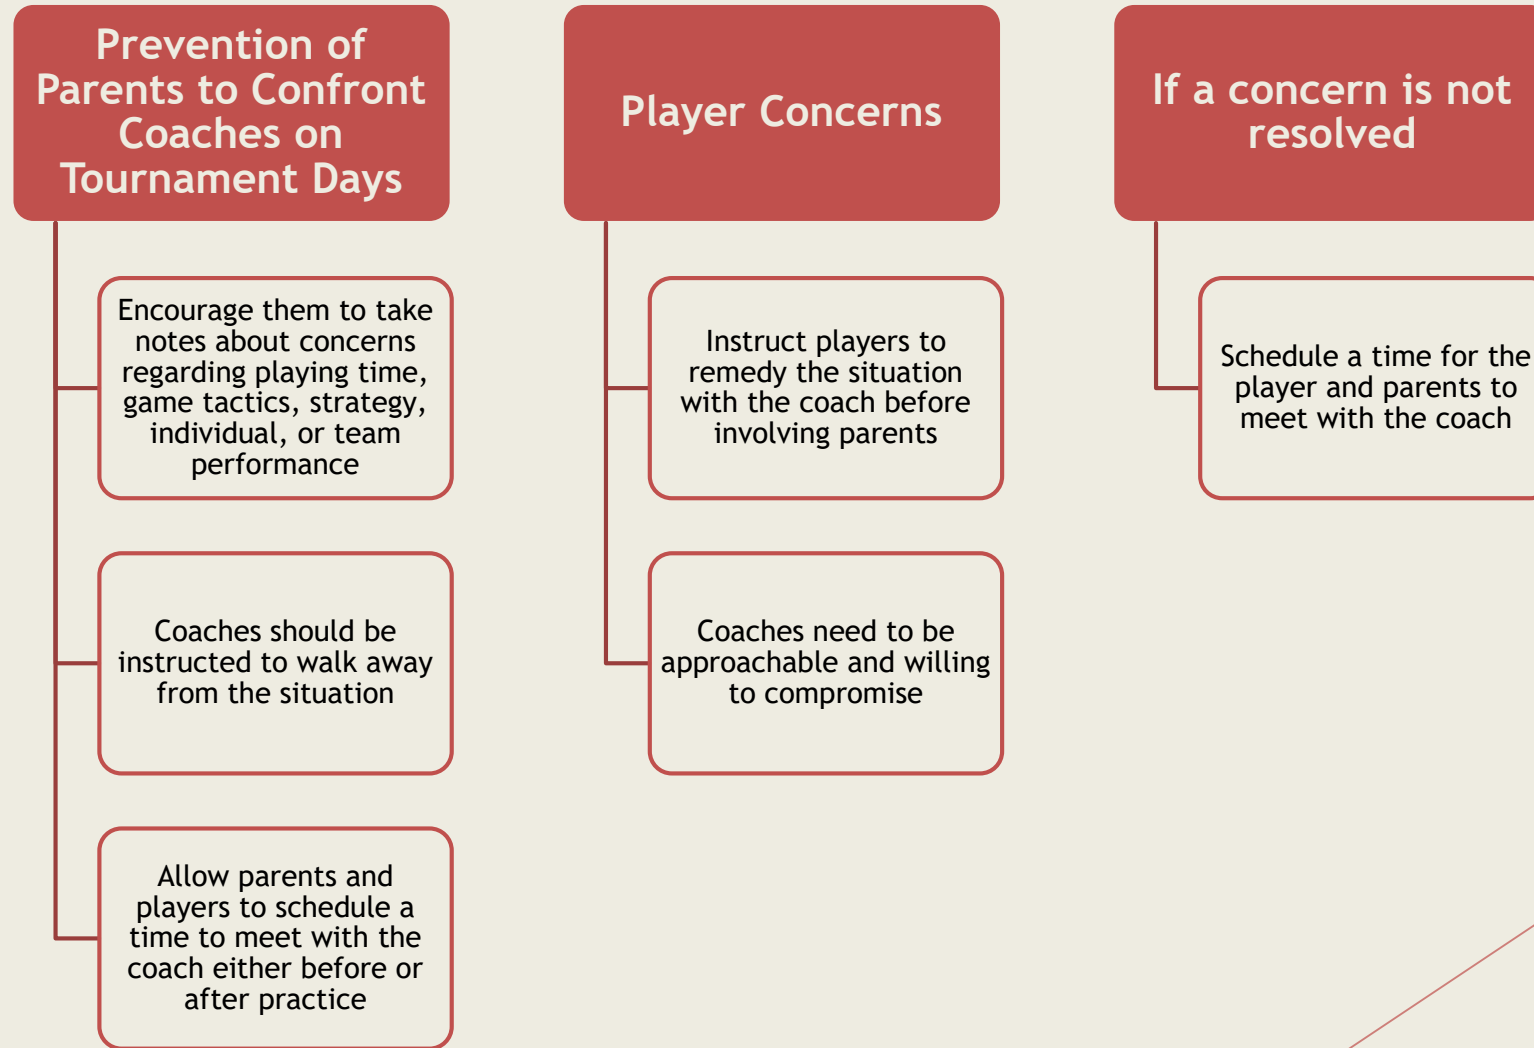 Prevention of
Parents to Confront
Coaches on
Tournament Days
Encourage them to take
notes about concerns
regarding playing time,
game tactics, strategy,
individual, or team
performance
Coaches should be
instructed to walk away
from the situation
Allow parents and
players to schedule a
time to meet with the
coach either before or
after practice
Player Concerns
Instruct players to
remedy the situation
with the coach before
involving parents
Coaches need to be
approachable and willing
to compromise
If a concern is not
resolved
Schedule a time for the
player and parents to
meet with the coach